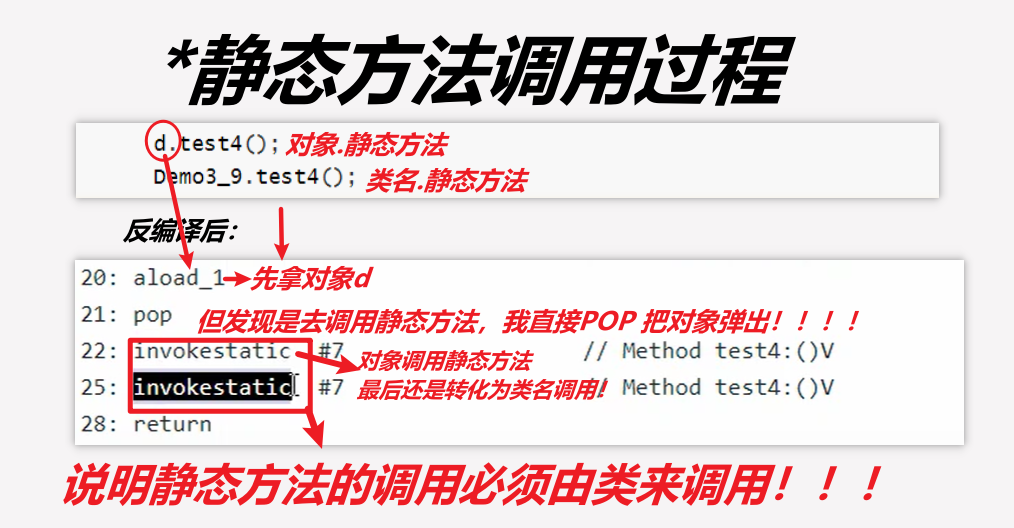 *静态方法调用过程
d.test4(); 对象.静态方法
Demo3_9.test4(); 类名.静态方法
反编译后：
20: aload_1 先拿对象d
21: pop 但发现是去调用静态方法，我直接POP 把对象弹出！！！！
22: invokestatic #7 对象调用静态方法 // Method test4:()V
25: invokestatic #7 最后还是转化为类名调用！ // Method test4:()V
28: return
说明静态方法的调用必须由类来调用！！！